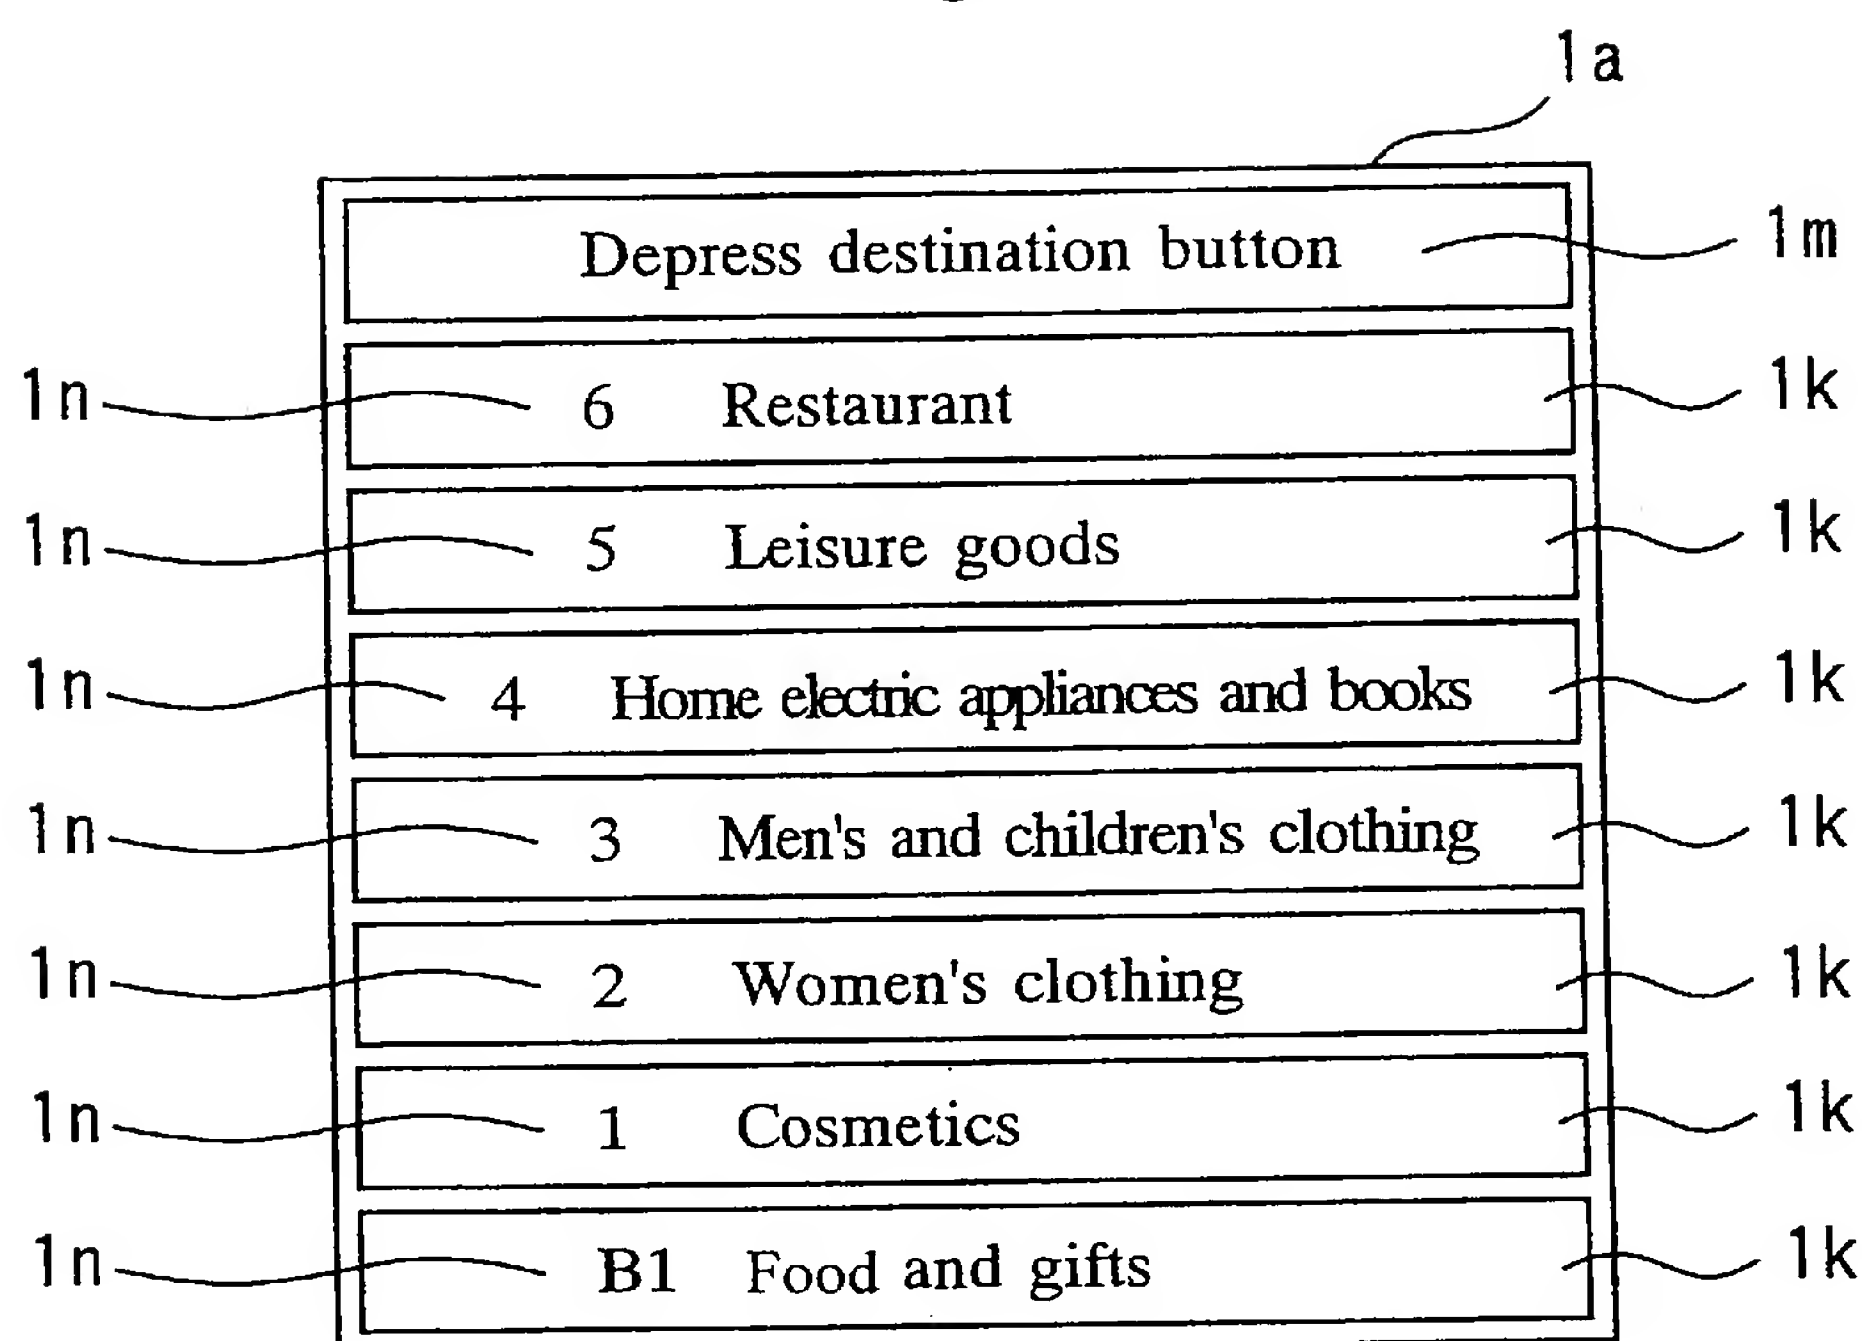 1a
Depress destination button 1m
1n 6 Restaurant 1k
1n 5 Leisure goods 1k
1n 4 Home electric appliances and books 1k
1n 3 Men's and children's clothing 1k
1n 2 Women's clothing 1k
1n 1 Cosmetics 1k
1n B1 Food and gifts 1k